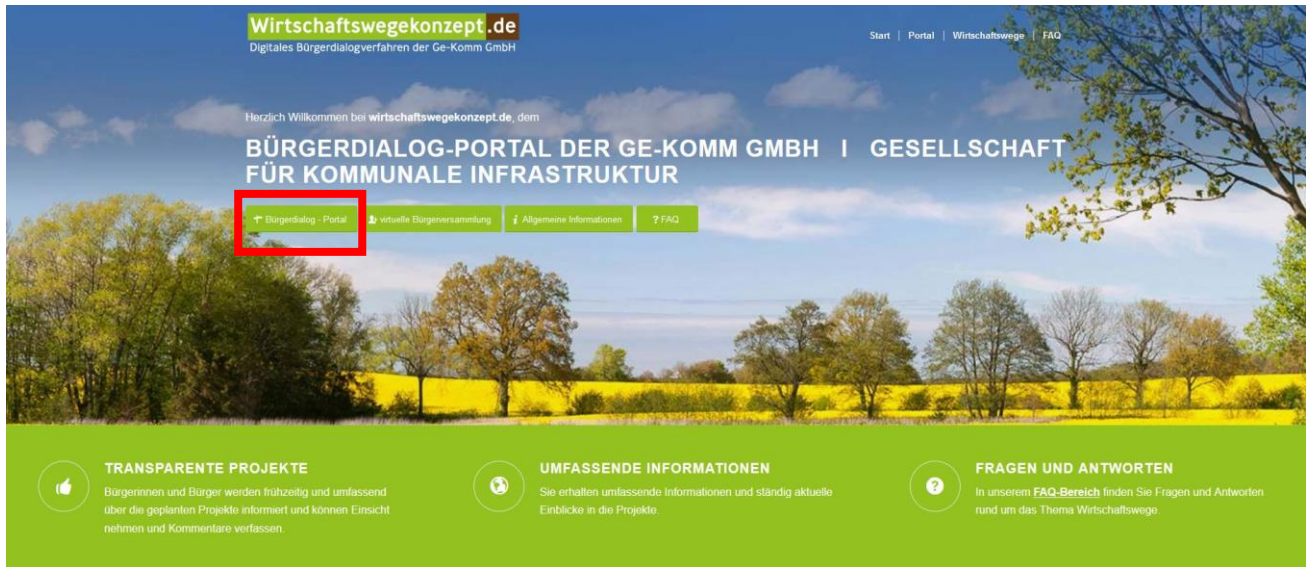 Wirtschaftswegekonzept.de
Digitales Bürgerdialogverfahren der Ge-Komm GmbH
Start | Portal | Wirtschaftswege | FAQ
Herzlich Willkommen bei wirtschaftswegekonzept.de, dem
BÜRGERDIALOG-PORTAL DER GE-KOMM GMBH I GESELLSCHAFT
FÜR KOMMUNALE INFRASTRUKTUR
Bürgerdialog - Portal
virtuelle Bürgerversammlung
i Allgemeine Informationen
? FAQ
TRANSPARENTE PROJEKTE
Bürgerinnen und Bürger werden frühzeitig und umfassend
über die geplanten Projekte informiert und können Einsicht
nehmen und Kommentare verfassen.
UMFASSENDE INFORMATIONEN
Sie erhalten umfassende Informationen und ständig aktuelle
Einblicke in die Projekte.
?
FRAGEN UND ANTWORTEN
In unserem FAQ-Bereich finden Sie Fragen und Antworten
rund um das Thema Wirtschaftswege.